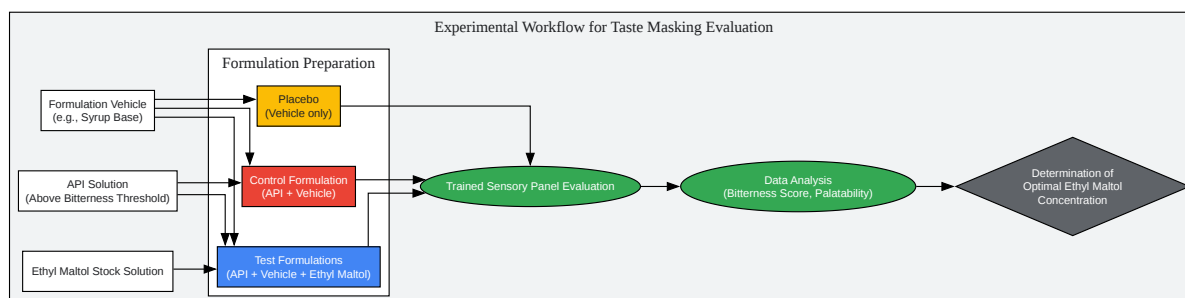 Experimental Workflow for Taste Masking Evaluation
Formulation Preparation
Formulation Vehicle
(e.g., Syrup Base)
Placebo
(Vehicle only)
API Solution
(Above Bitterness Threshold)
Control Formulation
(API + Vehicle)
Ethyl Maltol Stock Solution
Test Formulations
(API + Vehicle + Ethyl Maltol)
Trained Sensory Panel Evaluation
Data Analysis
(Bitterness Score, Palatability)
Determination of
Optimal Ethyl Maltol
Concentration